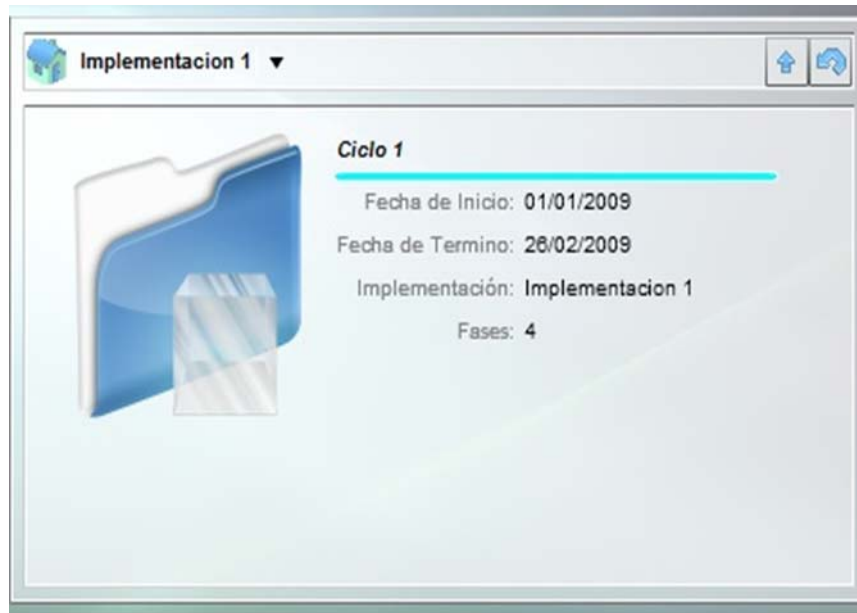 Implementacion 1
Ciclo 1
Fecha de Inicio: 01/01/2009
Fecha de Termino: 26/02/2009
Implementación: Implementacion 1
Fases: 4